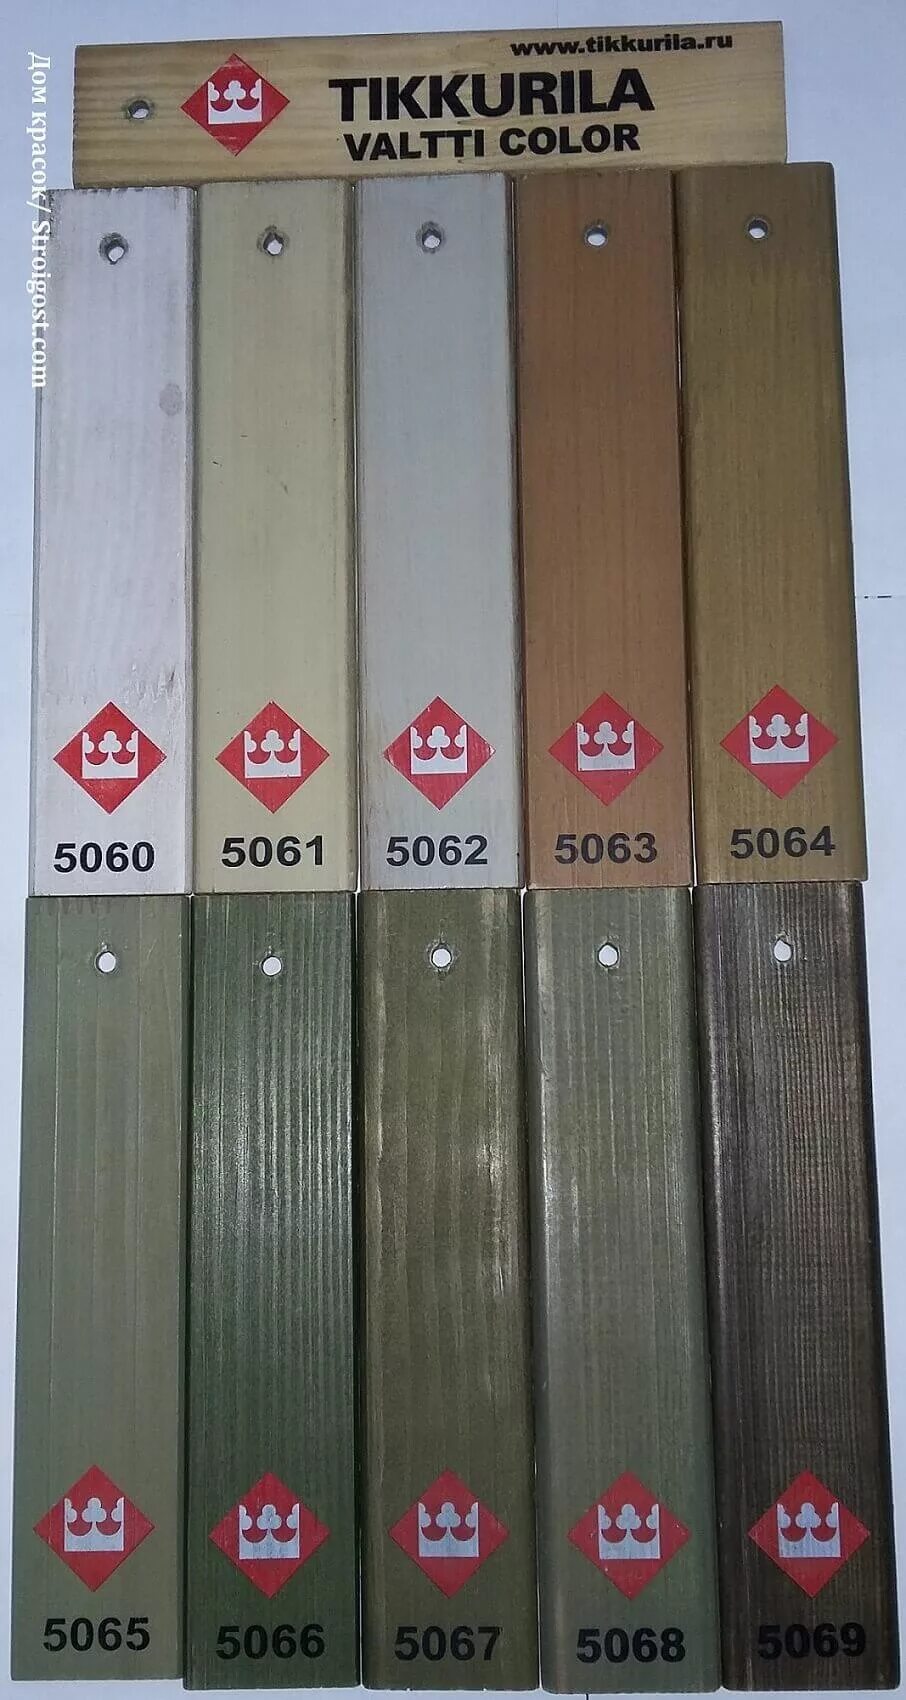 www.tikkurila.ru
TIKKURILA
VALTTI COLOR
Дом красок/ Stroigost.com
5060
5061
5062
5063
5064
5065
5066
5067
5068
5069